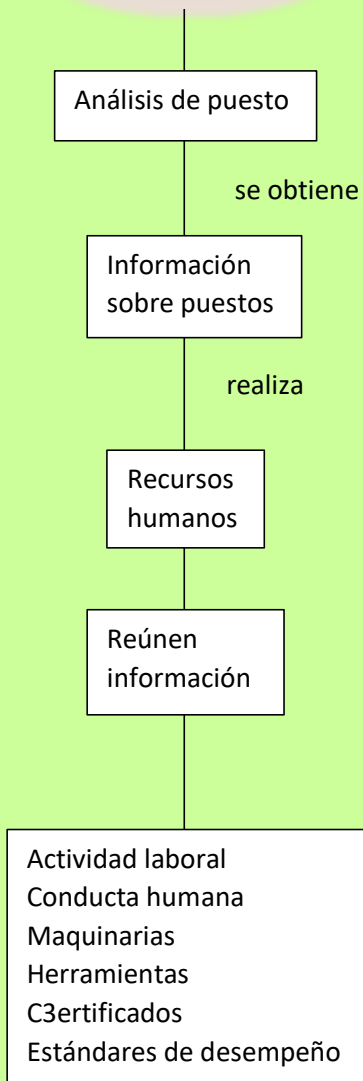 Análisis de puesto
se obtiene
Información
sobre puestos
realiza
Recursos
humanos
Reúnen
información
Actividad laboral
Conducta humana
Maquinarias
Herramientas
C3ertificados
Estándares de desempeño